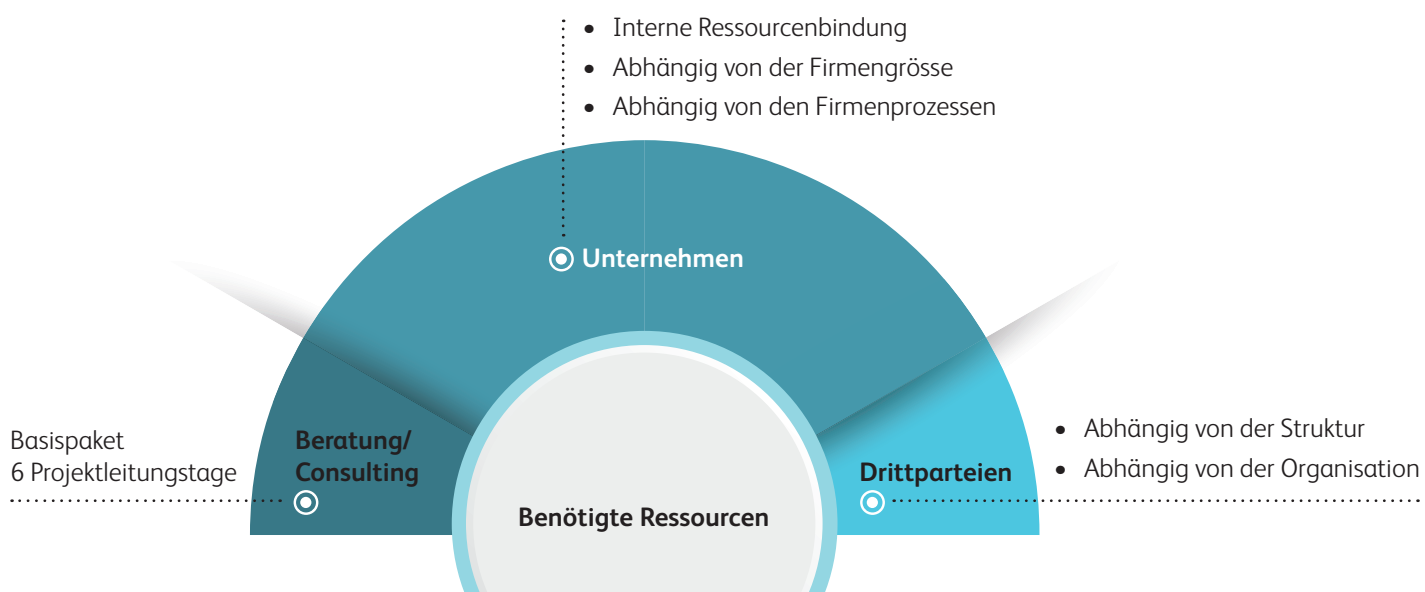 • Interne Ressourcenbindung
• Abhängig von der Firmengrösse
• Abhängig von den Firmenprozessen
Unternehmen
Basispaket
6 Projektleitungstage
Beratung/
Consulting
Benötigte Ressourcen
Drittparteien
• Abhängig von der Struktur
• Abhängig von der Organisation